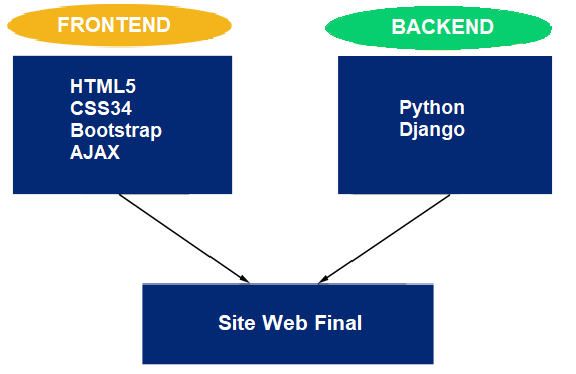 FRONTEND
HTML5
CSS34
Bootstrap
AJAX
BACKEND
Python
Django
Site Web Final